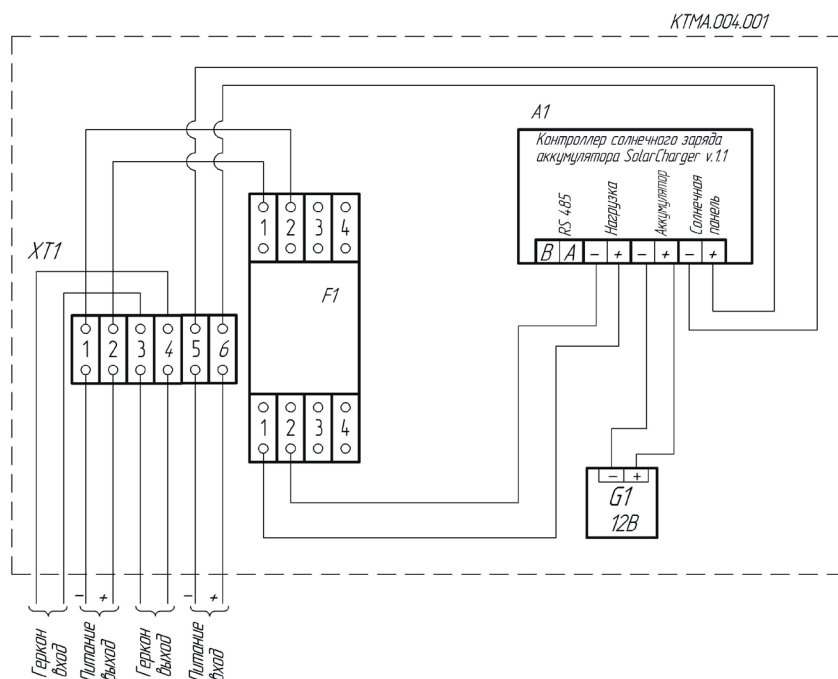 КТМА.004.001
A1
Контроллер солнечного заряда
аккумулятора SolarCharger v.1.1
RS 485
Нагрузка
Аккумулятор
Солнечная
панель
B A - + - + - +
XT1
1 2 3 4
F1
1 2 3 4 5 6
1 2 3 4
- +
G1
12В
- +
- +
Геркон
вход
Питание
выход
Геркон
выход
Питание
вход